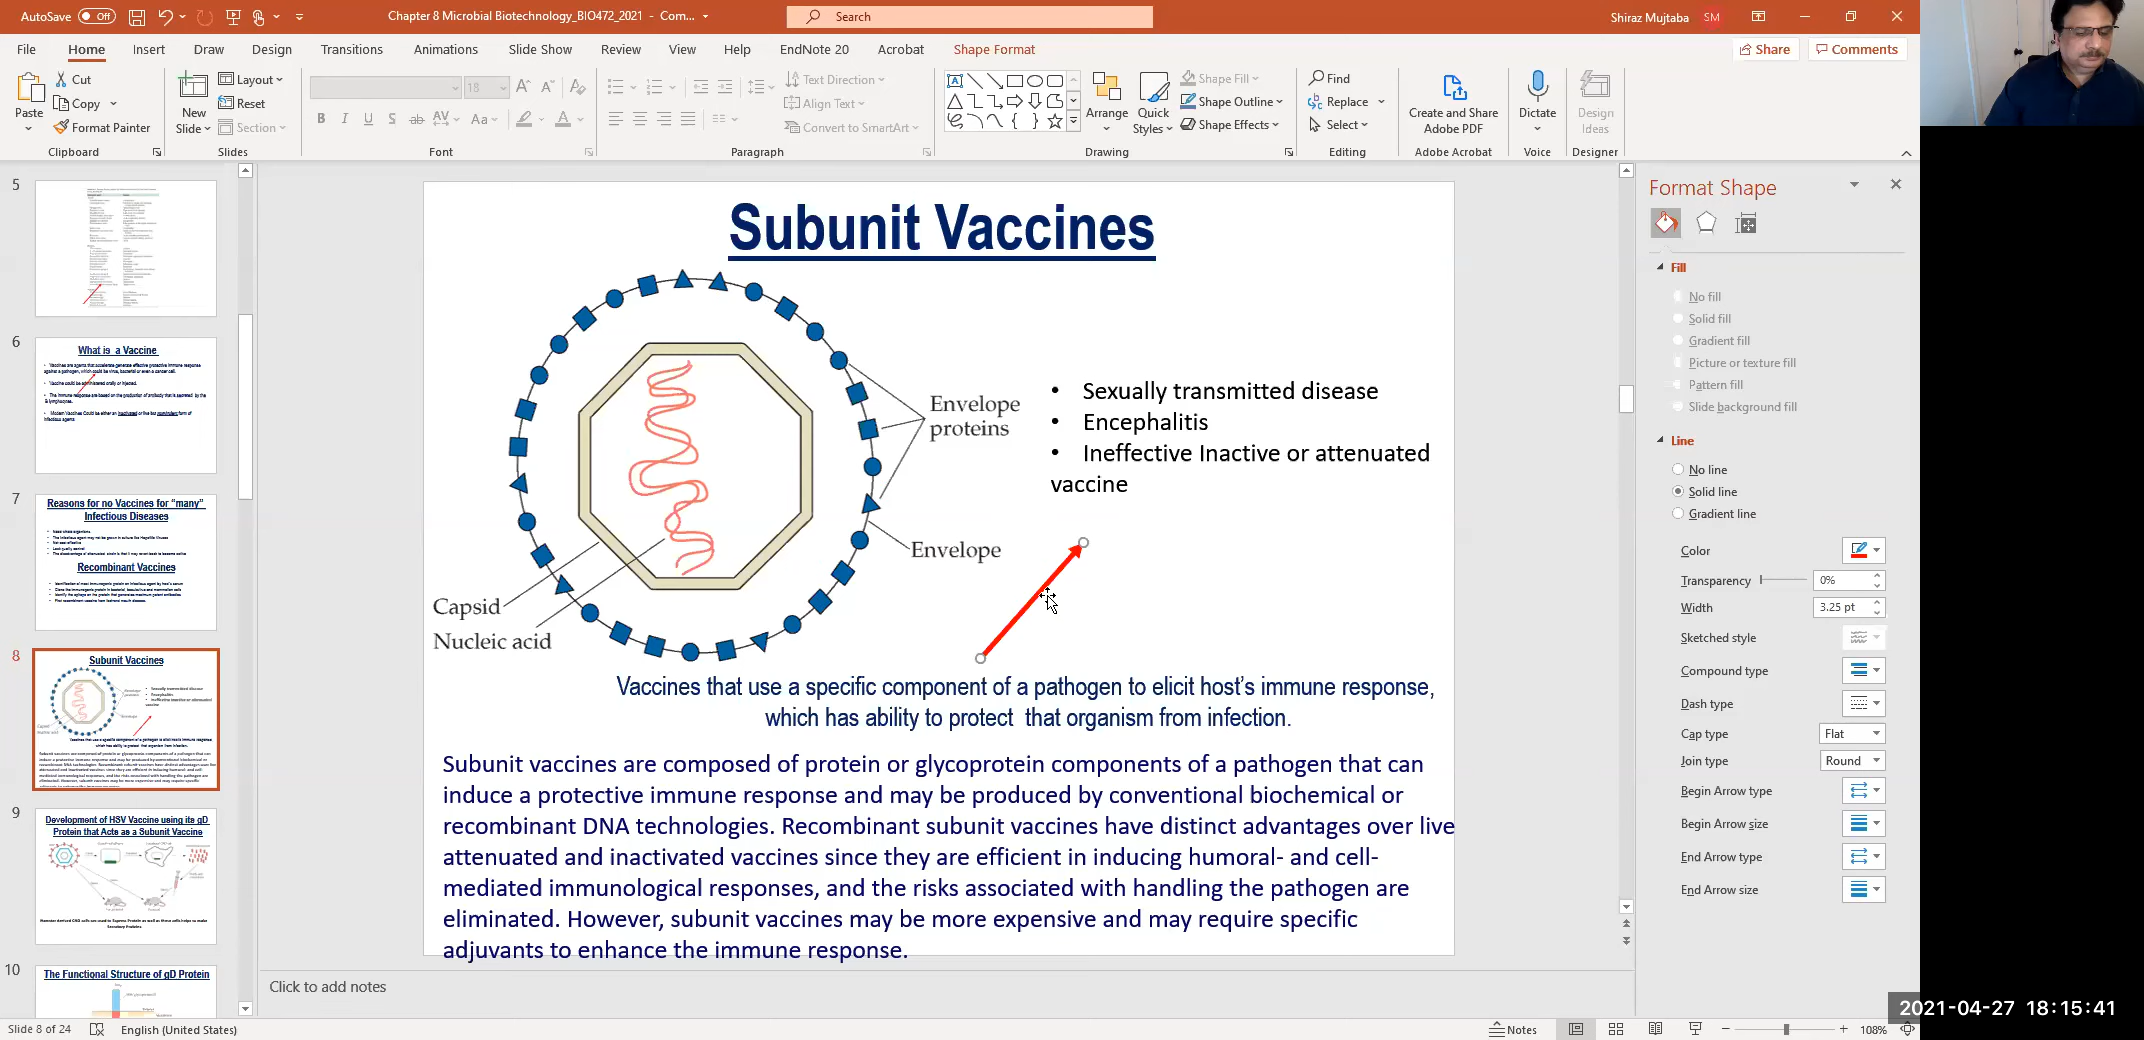 AutoSave Off
Chapter 8 Microbial Biotechnology_BIO472_2021 - Com...
Search
Shiraz Mujtaba SM
File Home Insert Draw Design Transitions Animations Slide Show Review View Help EndNote 20 Acrobat Shape Format
Share Comments
Paste
Cut
Copy
Format Painter
Clipboard
New
Slide
Layout
Reset
Section
Slides
18
Font
Text Direction
Align Text
Convert to SmartArt
Paragraph
Arrange
Quick
Styles
Shape Fill
Shape Outline
Shape Effects
Drawing
Find
Replace
Select
Editing
Create and Share
Adobe PDF
Adobe Acrobat
Dictate
Voice
Design
Ideas
Designer
5
6
What is a Vaccine
7
Reasons for no Vaccines for "many"
Infectious Diseases
Recombinant Vaccines
8
Subunit Vaccines
9
Development of HSV Vaccine using its gD
Protein that Acts as a Subunit Vaccine
10
The Functional Structure of gD Protein
Subunit Vaccines
Envelope
proteins
Envelope
Capsid
Nucleic acid
• Sexually transmitted disease
• Encephalitis
• Ineffective Inactive or attenuated
vaccine
Vaccines that use a specific component of a pathogen to elicit host's immune response,
which has ability to protect that organism from infection.
Subunit vaccines are composed of protein or glycoprotein components of a pathogen that can
induce a protective immune response and may be produced by conventional biochemical or
recombinant DNA technologies. Recombinant subunit vaccines have distinct advantages over live
attenuated and inactivated vaccines since they are efficient in inducing humoral- and cell-
mediated immunological responses, and the risks associated with handling the pathogen are
eliminated. However, subunit vaccines may be more expensive and may require specific
adjuvants to enhance the immune response.
Click to add notes
Format Shape
Fill
No fill
Solid fill
Gradient fill
Picture or texture fill
Pattern fill
Slide background fill
Line
No line
Solid line
Gradient line
Color
Transparency 0%
Width 3.25 pt
Sketched style
Compound type
Dash type
Cap type Flat
Join type Round
Begin Arrow type
Begin Arrow size
End Arrow type
End Arrow size
2021-04-27 18:15:41
Slide 8 of 24 English (United States)
Notes 108%